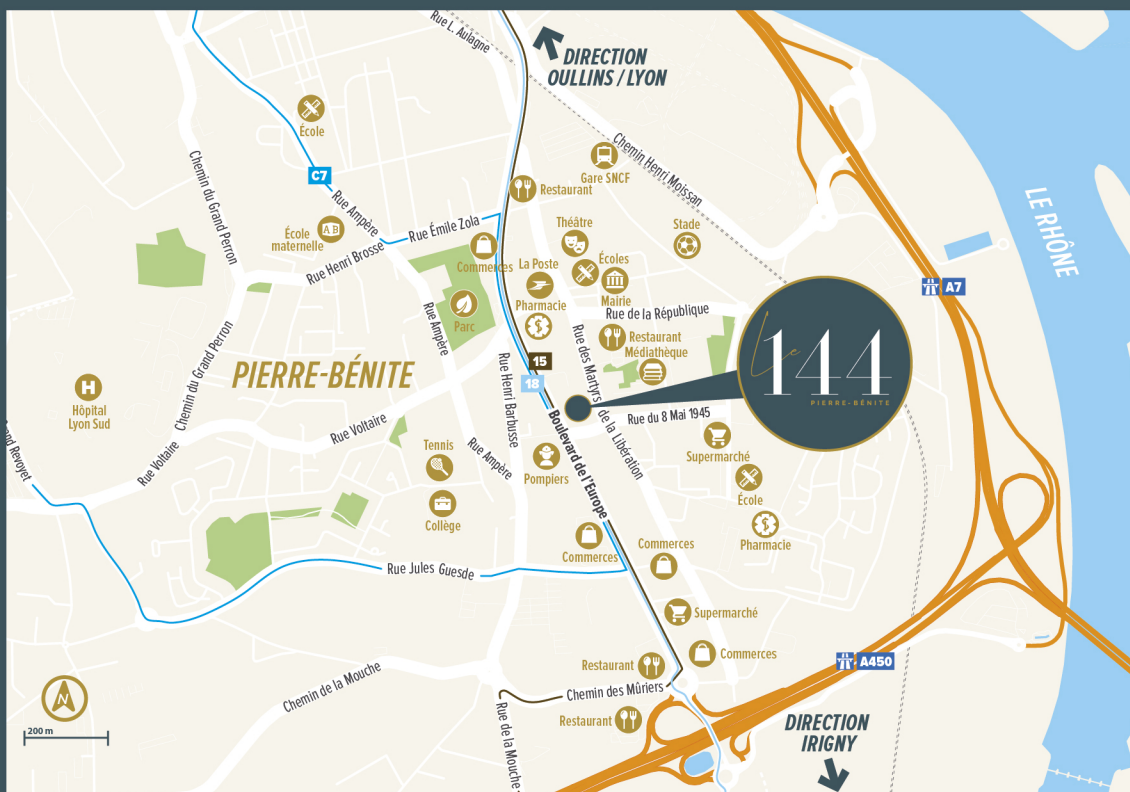 Rue L. Aulagne
DIRECTION
OULLINS / LYON
École
Chemin Henri Moissan
Gare SNCF
Chemin du Grand Perron
C7
Rue Ampère
Restaurant
LE RHÔNE
École
maternelle
A B
Rue Émile Zola
Rue Henri Brosse
Commerces
Théâtre
Stade
La Poste
Écoles
Pharmacie
Mairie
A7
Rue de la République
Parc
Rue Ampère
Chemin du Grand Perron
Restaurant
Médiathèque
Rue des Martyrs de la Libération
Le
144
PIERRE-BÉNITE
PIERRE-BÉNITE
15
18
Rue Henri Barbusse
H
Hôpital
Lyon Sud
Rue Voltaire
Rue Voltaire
Boulevard de l'Europe
Rue du 8 Mai 1945
Grand Revoyet
Tennis
Rue Ampère
Pompiers
Supermarché
Collège
École
Pharmacie
Commerces
Commerces
Rue Jules Guesde
Supermarché
Commerces
A450
Restaurant
Chemin de la Mouche
Chemin des Mûriers
Restaurant
Rue de la Mouche
N
200 m
DIRECTION
IRIGNY